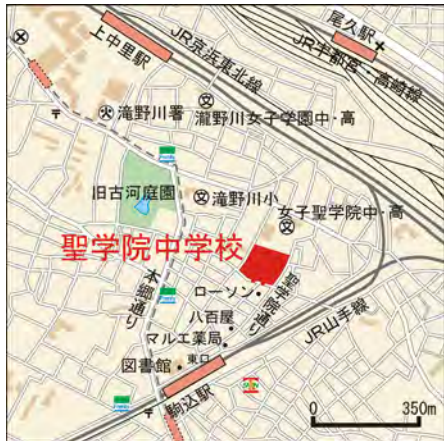 尾久駅
上中里駅
JR京浜東北線
JR宇都宮・高崎線
滝野川署
瀧野川女子学園中・高
旧古河庭園
滝野川小
女子聖学院中・高
聖学院中学校
本郷通り
聖学院通り
ローソン
八百屋
マルエ薬局
JR山手線
図書館
東口
駒込駅
0 350m